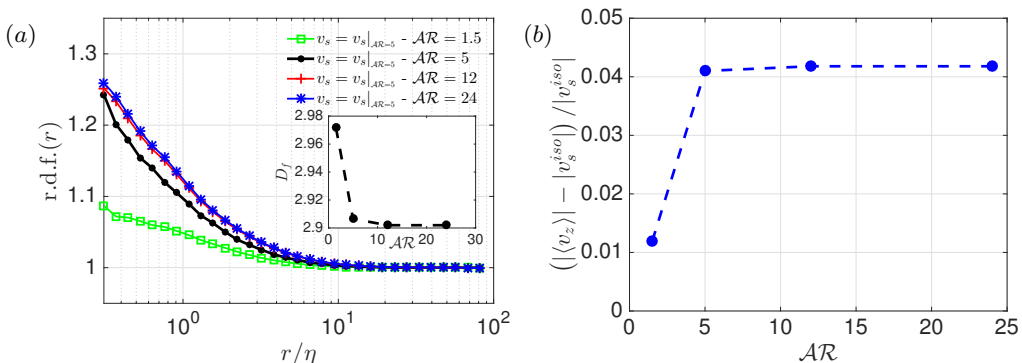 (a)
r.d.f.(r)
1.3
1.2
1.1
1
v_s = v_s|_{AR=5} - AR = 1.5
v_s = v_s|_{AR=5} - AR = 5
v_s = v_s|_{AR=5} - AR = 12
v_s = v_s|_{AR=5} - AR = 24
D_f
2.98
2.96
2.94
2.92
2.9
0 10 20 30
AR
10^0 10^1 10^2
r/η
(b)
(|⟨v_z⟩| − |v_s^{iso}|) / |v_s^{iso}|
0.05
0.04
0.03
0.02
0.01
0.00
0 5 10 15 20 25
AR